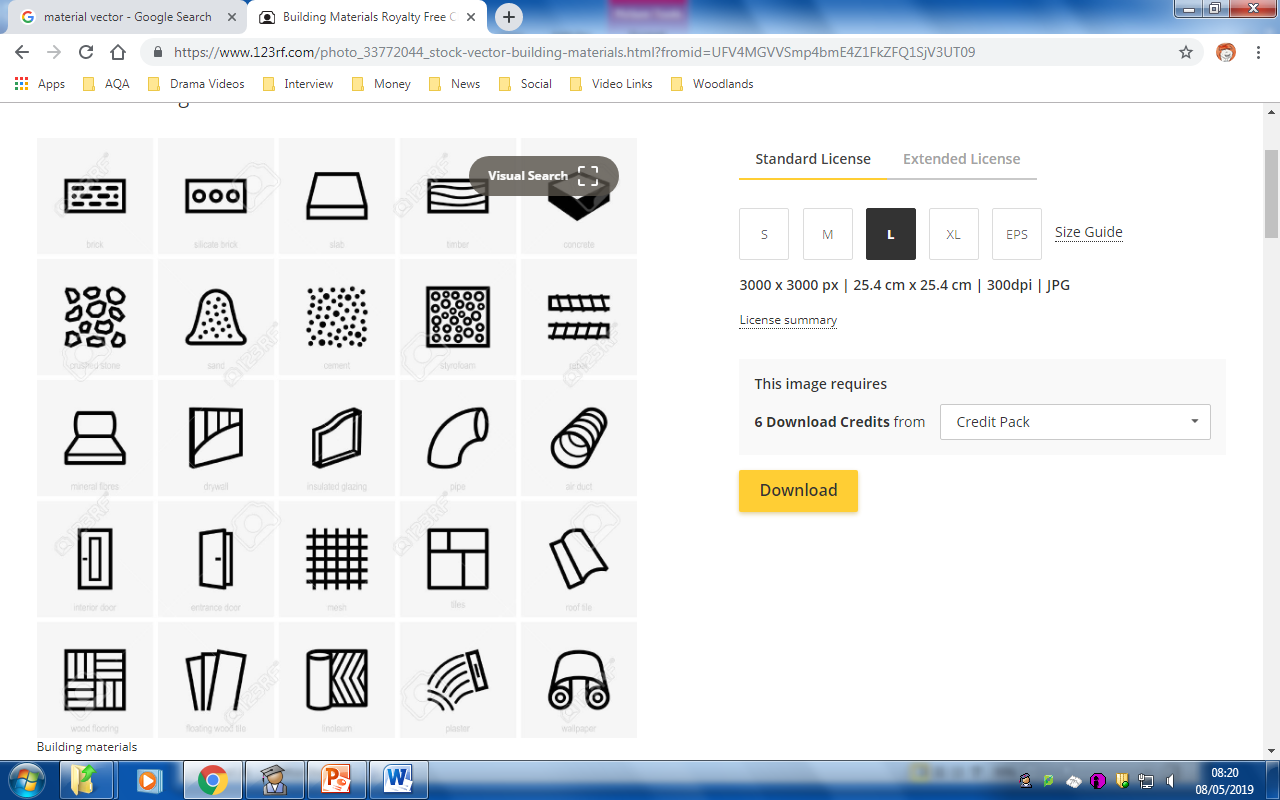 material vector - Google Search
Building Materials Royalty Free C
https://www.123rf.com/photo_33772044_stock-vector-building-materials.html?fromid=UFV4MGVVSmp4bmE4Z1FkZFQ1SjV3UT09
Apps AQA Drama Videos Interview Money News Social Video Links Woodlands
Visual Search
brick silicate brick slab timber concrete
crushed stone sand cement styrofoam rebar
mineral fibres drywall insulated glazing pipe air duct
interior door entrance door mesh tiles roof tile
wood flooring floating wood tile linoleum plaster wallpaper
Building materials
Standard License Extended License
S M L XL EPS Size Guide
3000 x 3000 px | 25.4 cm x 25.4 cm | 300dpi | JPG
License summary
This image requires
6 Download Credits from Credit Pack
Download
08:20
08/05/2019